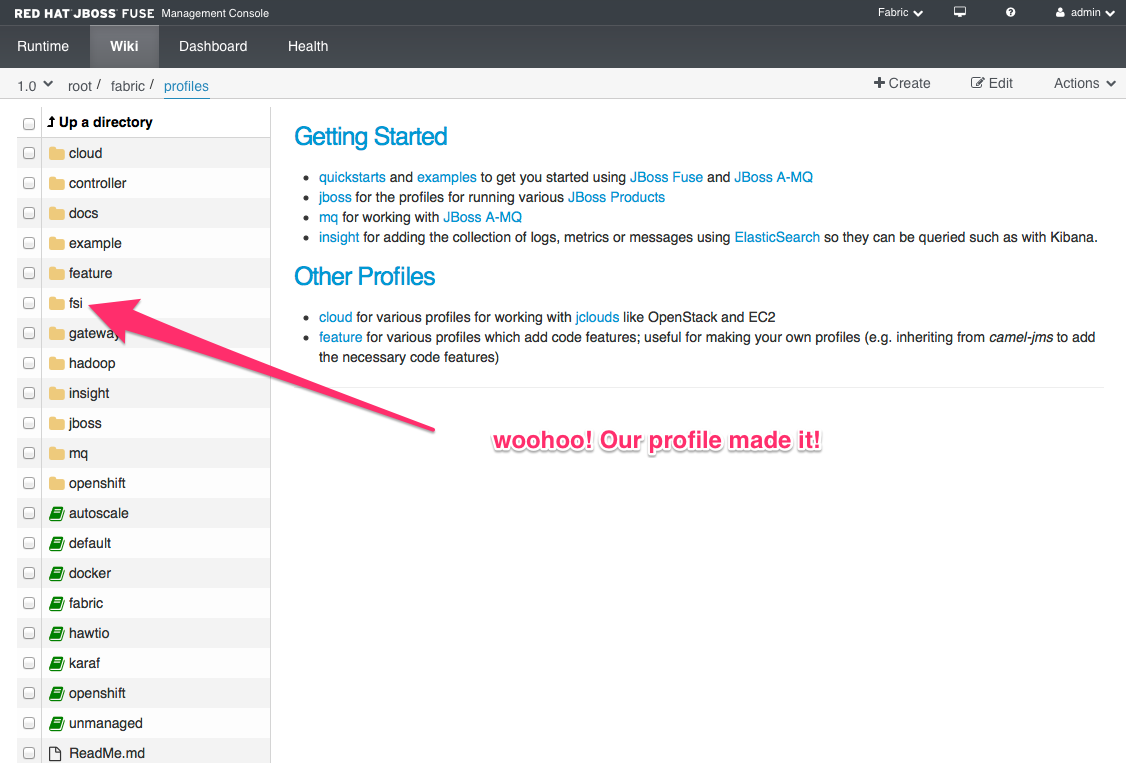 RED HAT JBOSS FUSE Management Console
Fabric admin
Runtime Wiki Dashboard Health
1.0 root / fabric / profiles
Create Edit Actions
Up a directory
cloud
controller
docs
example
feature
fsi
gateway
hadoop
insight
jboss
mq
openshift
autoscale
default
docker
fabric
hawtio
karaf
openshift
unmanaged
ReadMe.md
Getting Started
quickstarts and examples to get you started using JBoss Fuse and JBoss A-MQ
jboss for the profiles for running various JBoss Products
mq for working with JBoss A-MQ
insight for adding the collection of logs, metrics or messages using ElasticSearch so they can be queried such as with Kibana.
Other Profiles
cloud for various profiles for working with jclouds like OpenStack and EC2
feature for various profiles which add code features; useful for making your own profiles (e.g. inheriting from camel-jms to add
the necessary code features)
woohoo! Our profile made it!